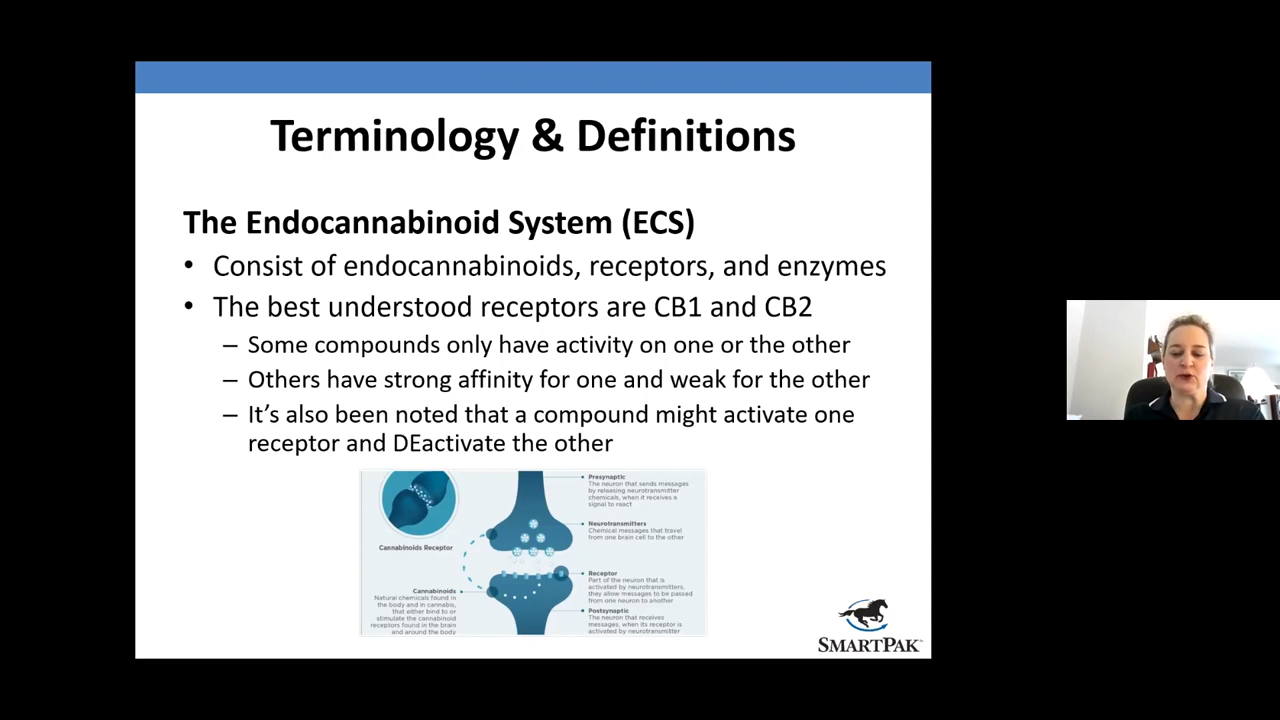 Terminology & Definitions
The Endocannabinoid System (ECS)
• Consist of endocannabinoids, receptors, and enzymes
• The best understood receptors are CB1 and CB2
– Some compounds only have activity on one or the other
– Others have strong affinity for one and weak for the other
– It's also been noted that a compound might activate one
receptor and DEactivate the other
Cannabinoids Receptor
Cannabinoids
Natural chemicals found in
the body and in cannabis,
that either bind to or
stimulate the cannabinoid
receptors found in the brain
and around the body
Presynaptic
The neuron that sends messages
by releasing neurotransmitter
chemicals, when it receives a
signal to react
Neurotransmitters
Chemical messages that travel
from one brain cell to the other
Receptor
Part of the neuron that is
activated by neurotransmitters,
they allow messages to be passed
from one neuron to another
Postsynaptic
The neuron that receives
messages, when its receptor is
activated by neurotransmitter
SMARTPAK